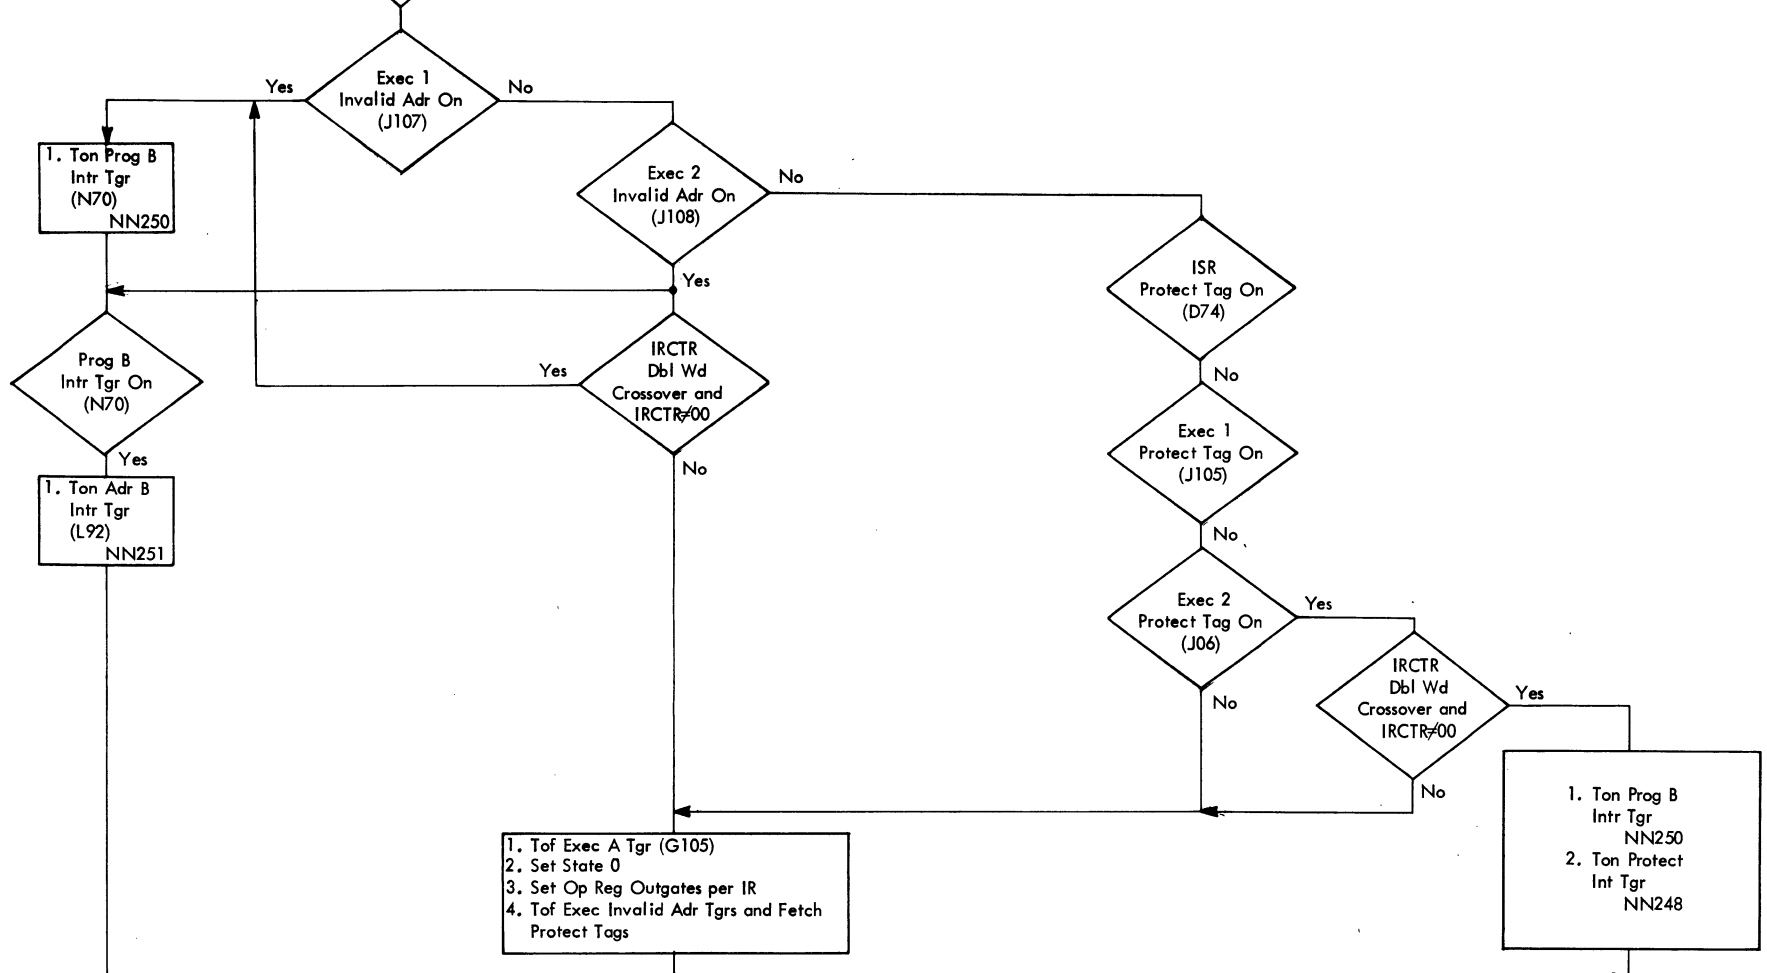 Exec 1
Invalid Adr On
(J107)
Yes
No
1. Ton Prog B
Intr Tgr
(N70)
NN250
Exec 2
Invalid Adr On
(J108)
No
Yes
ISR
Protect Tag On
(D74)
No
Prog B
Intr Tgr On
(N70)
Yes
IRCTR
Dbl Wd
Crossover and
IRCTR≠00
Yes
No
1. Ton Adr B
Intr Tgr
(L92)
NN251
Exec 1
Protect Tag On
(J105)
No
Exec 2
Protect Tag On
(J06)
Yes
No
IRCTR
Dbl Wd
Crossover and
IRCTR≠00
Yes
No
1. Ton Prog B
Intr Tgr
NN250
2. Ton Protect
Int Tgr
NN248
1. Tof Exec A Tgr (G105)
2. Set State 0
3. Set Op Reg Outgates per IR
4. Tof Exec Invalid Adr Tgrs and Fetch
Protect Tags